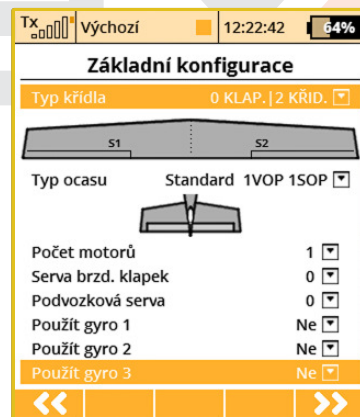 Tx Výchozí 12:22:42 64%
Základní konfigurace
Typ křídla 0 KLAP.|2 KŘID.
S1 S2
Typ ocasu Standard 1VOP 1SOP
Počet motorů 1
Serva brzd. klapek 0
Podvozková serva 0
Použít gyro 1 Ne
Použít gyro 2 Ne
Použít gyro 3 Ne